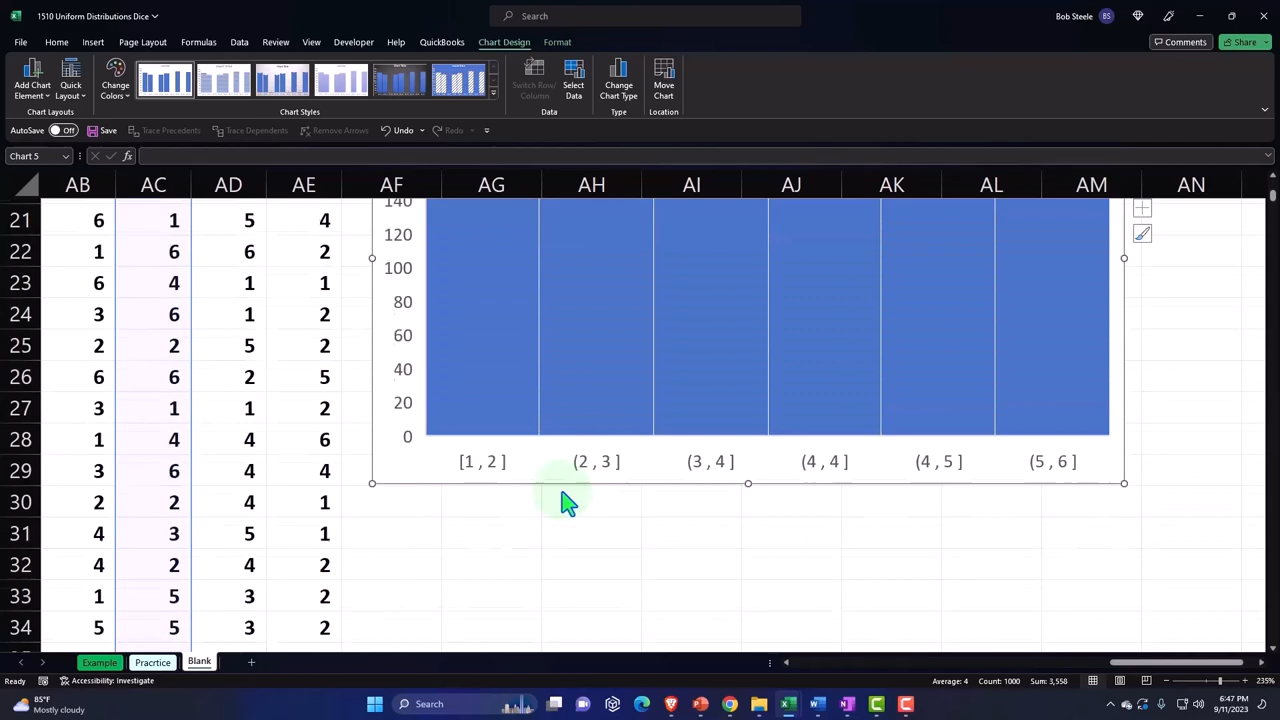 1510 Uniform Distributions Dice
Search
Bob Steele BS
File Home Insert Page Layout Formulas Data Review View Developer Help QuickBooks Chart Design Format
Comments Share
Add Chart Element
Quick Layout
Change Colors
Switch Row/Column
Select Data
Change Chart Type
Move Chart
Chart Layouts Chart Styles Data Type Location
AutoSave Off Save Trace Precedents Trace Dependents Remove Arrows Undo Redo
Chart 5 fx
AB AC AD AE AF AG AH AI AJ AK AL AM AN
21 6 1 5 4
22 1 6 6 2
23 6 4 1 1
24 3 6 1 2
25 2 2 5 2
26 6 6 2 5
27 3 1 1 2
28 1 4 4 6
29 3 6 4 4
30 2 2 4 1
31 4 3 5 1
32 4 2 4 2
33 1 5 3 2
34 5 5 3 2
140
120
100
80
60
40
20
0
[1 , 2 ] (2 , 3 ] (3 , 4 ] (4 , 4 ] (4 , 5 ] (5 , 6 ]
Example Pracrtice Blank
Ready Accessibility: Investigate Average: 4 Count: 1000 Sum: 3,558 235%
85°F
Mostly cloudy
Search
6:47 PM
9/11/2023